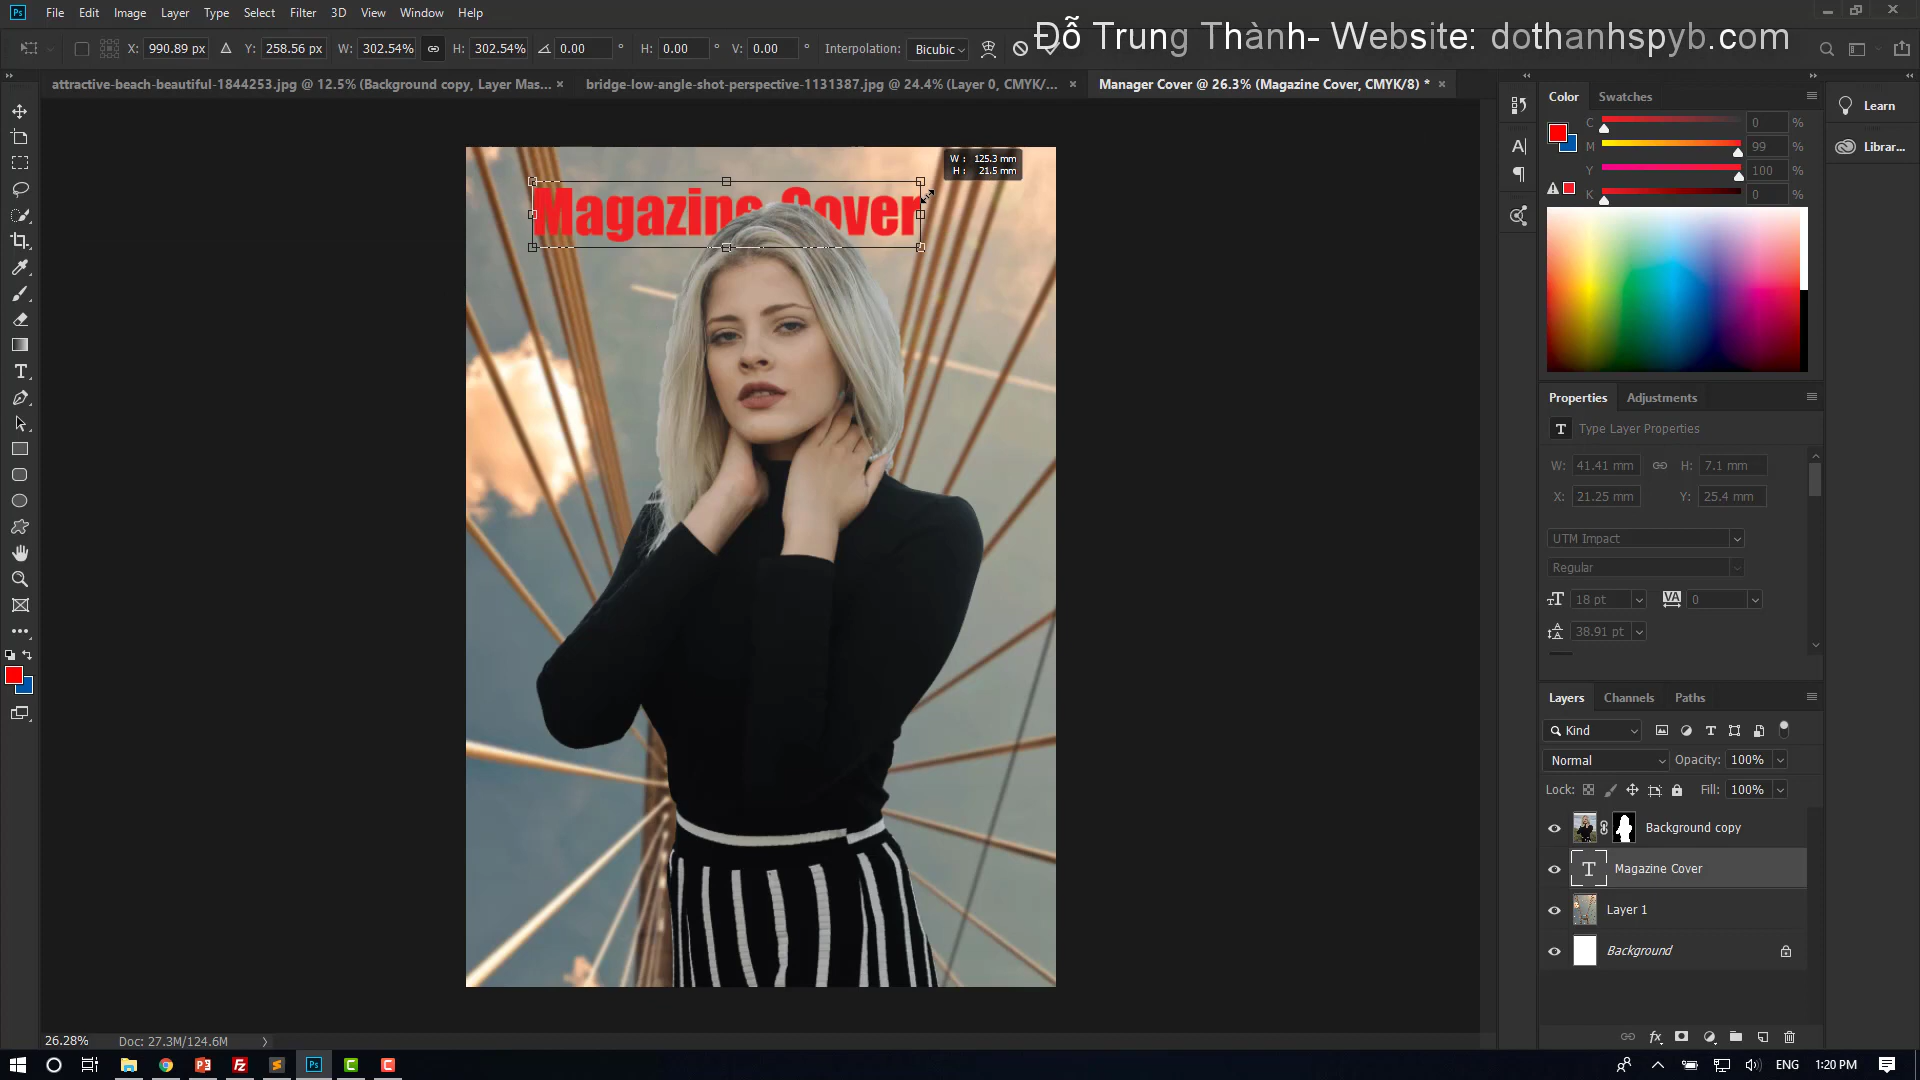 Ps File Edit Image Layer Type Select Filter 3D View Window Help
Đỗ Trung Thành- Website: dothanhspyb.com
X: 990.89 px Y: 258.56 px W: 302.54% H: 302.54% 0.00 ° H: 0.00 ° V: 0.00 ° Interpolation: Bicubic
attractive-beach-beautiful-1844253.jpg @ 12.5% (Background copy, Layer Mas... ×
bridge-low-angle-shot-perspective-1131387.jpg @ 24.4% (Layer 0, CMYK/... ×
Manager Cover @ 26.3% (Magazine Cover, CMYK/8) * ×
W : 125.3 mm
H : 21.5 mm
Magazine Cover
Color Swatches
C 0 %
M 99 %
Y 100 %
K 0 %
Learn
Librar...
Properties Adjustments
T Type Layer Properties
W: 41.41 mm H: 7.1 mm
X: 21.25 mm Y: 25.4 mm
UTM Impact
Regular
18 pt VA 0
38.91 pt
Layers Channels Paths
Kind
Normal Opacity: 100%
Lock: Fill: 100%
Background copy
T Magazine Cover
Layer 1
Background
fx
26.28% Doc: 27.3M/124.6M
ENG 1:20 PM